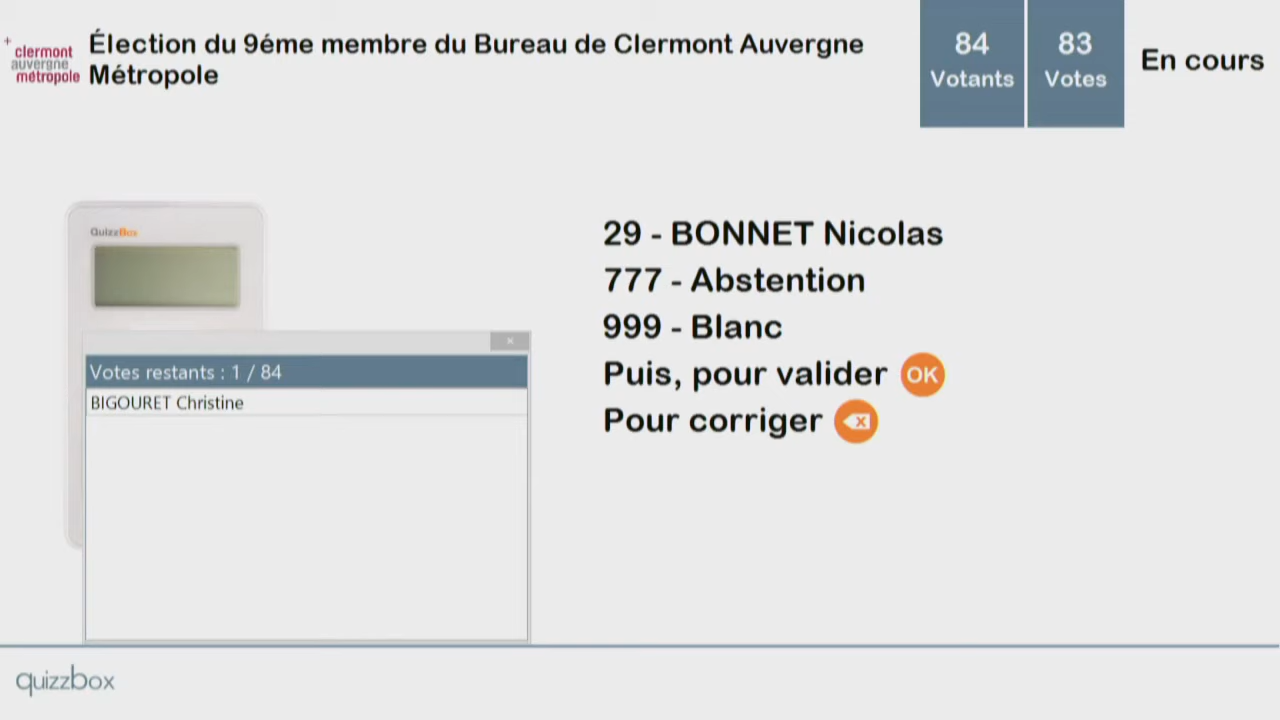 +
clermont
auvergne
métropole
Élection du 9éme membre du Bureau de Clermont Auvergne
Métropole
84
Votants
83
Votes
En cours
QuizzBox
29 - BONNET Nicolas
777 - Abstention
999 - Blanc
Puis, pour valider OK
Pour corriger
Votes restants : 1 / 84
BIGOURET Christine
quizzbox